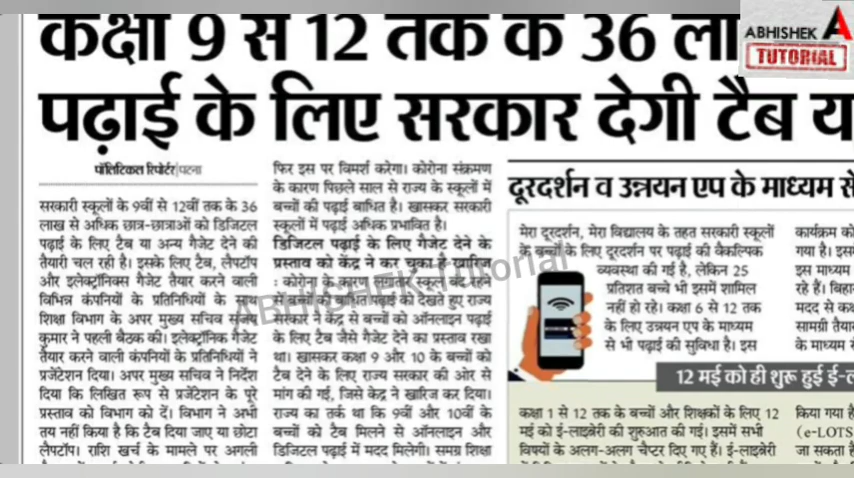 कक्षा 9 से 12 तक के 36 ला
पढ़ाई के लिए सरकार देगी टैब य
ABHISHEK
TUTORIAL
पॉलिटिकल रिपोर्टर|पटना
सरकारी स्कूलों के 9वीं से 12वीं तक के 36
लाख से अधिक छात्र-छात्राओं को डिजिटल
पढ़ाई के लिए टैब या अन्य गैजेट देने की
तैयारी चल रही है। इसके लिए टैब, लैपटॉप
और इलेक्ट्रॉनिक्स गैजेट तैयार करने वाली
विभिन्न कंपनियों के प्रतिनिधियों के साथ
शिक्षा विभाग के अपर मुख्य सचिव संजय
कुमार ने पहली बैठक की। इलेक्ट्रॉनिक गैजेट
तैयार करने वाली कंपनियों के प्रतिनिधियों ने
प्रजेंटेशन दिया। अपर मुख्य सचिव ने निर्देश
दिया कि लिखित रूप से प्रजेंटेशन के पूरे
प्रस्ताव को विभाग को दें। विभाग ने अभी
तय नहीं किया है कि टैब दिया जाए या छोटा
लैपटॉप। राशि खर्च के मामले पर अगली
फिर इस पर विमर्श करेगा। कोरोना संक्रमण
के कारण पिछले साल से राज्य के स्कूलों में
बच्चों की पढ़ाई बाधित है। खासकर सरकारी
स्कूलों में पढ़ाई अधिक प्रभावित है।
डिजिटल पढ़ाई के लिए गैजेट देने के
प्रस्ताव को केंद्र ने कर चुका है खारिज
: कोरोना के कारण लगातार स्कूल बंद रहने
से बच्चों की बाधित पढ़ाई को देखते हुए राज्य
सरकार ने केंद्र से बच्चों को ऑनलाइन पढ़ाई
के लिए टैब जैसे गैजेट देने का प्रस्ताव रखा
था। खासकर कक्षा 9 और 10 के बच्चों को
टैब देने के लिए राज्य सरकार की ओर से
मांग की गई, जिसे केंद्र ने खारिज कर दिया।
राज्य का तर्क था कि 9वीं और 10वीं के
बच्चों को टैब मिलने से ऑनलाइन और
डिजिटल पढ़ाई में मदद मिलेगी। समग्र शिक्षा
दूरदर्शन व उन्नयन एप के माध्यम से
मेरा दूरदर्शन, मेरा विद्यालय के तहत सरकारी स्कूलों
के बच्चों के लिए दूरदर्शन पर पढ़ाई की वैकल्पिक
व्यवस्था की गई है, लेकिन 25
प्रतिशत बच्चे भी इसमें शामिल
नहीं हो रहे। कक्षा 6 से 12 तक
के लिए उन्नयन एप के माध्यम
से भी पढ़ाई की सुविधा है। इस
कार्यक्रम को
गया है। इस
इस माध्यम
रहे हैं। बिहा
मदद से कक्ष
सामग्री तैया
के माध्यम से
12 मई को ही शुरू हुई ई-ल
कक्षा 1 से 12 तक के बच्चों और शिक्षकों के लिए 12
मई को ई-लाइब्रेरी की शुरुआत की गई। इसमें सभी
विषयों के अलग-अलग चैप्टर दिए गए हैं। ई-लाइब्रेरी
किया गया है
(e-LOTS
जा सकता है
ABHISHEK Tutorial